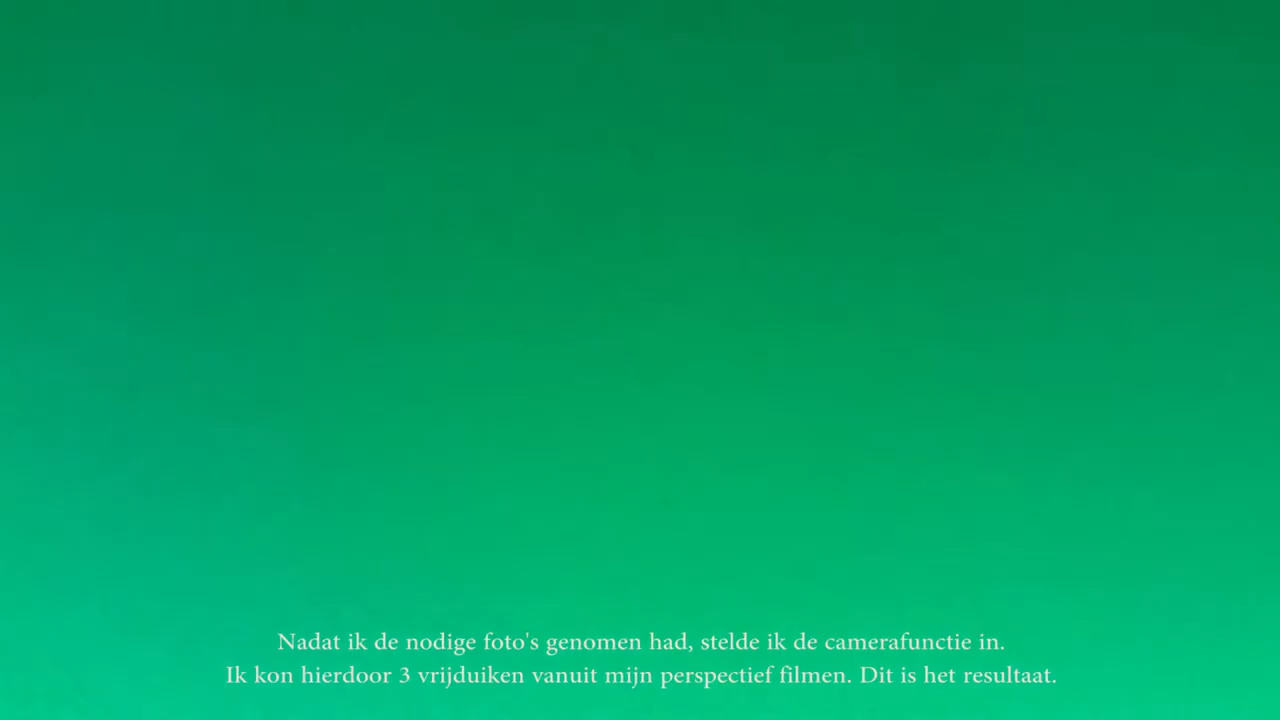 Nadat ik de nodige foto's genomen had, stelde ik de camerafunctie in.
Ik kon hierdoor 3 vrijduiken vanuit mijn perspectief filmen. Dit is het resultaat.